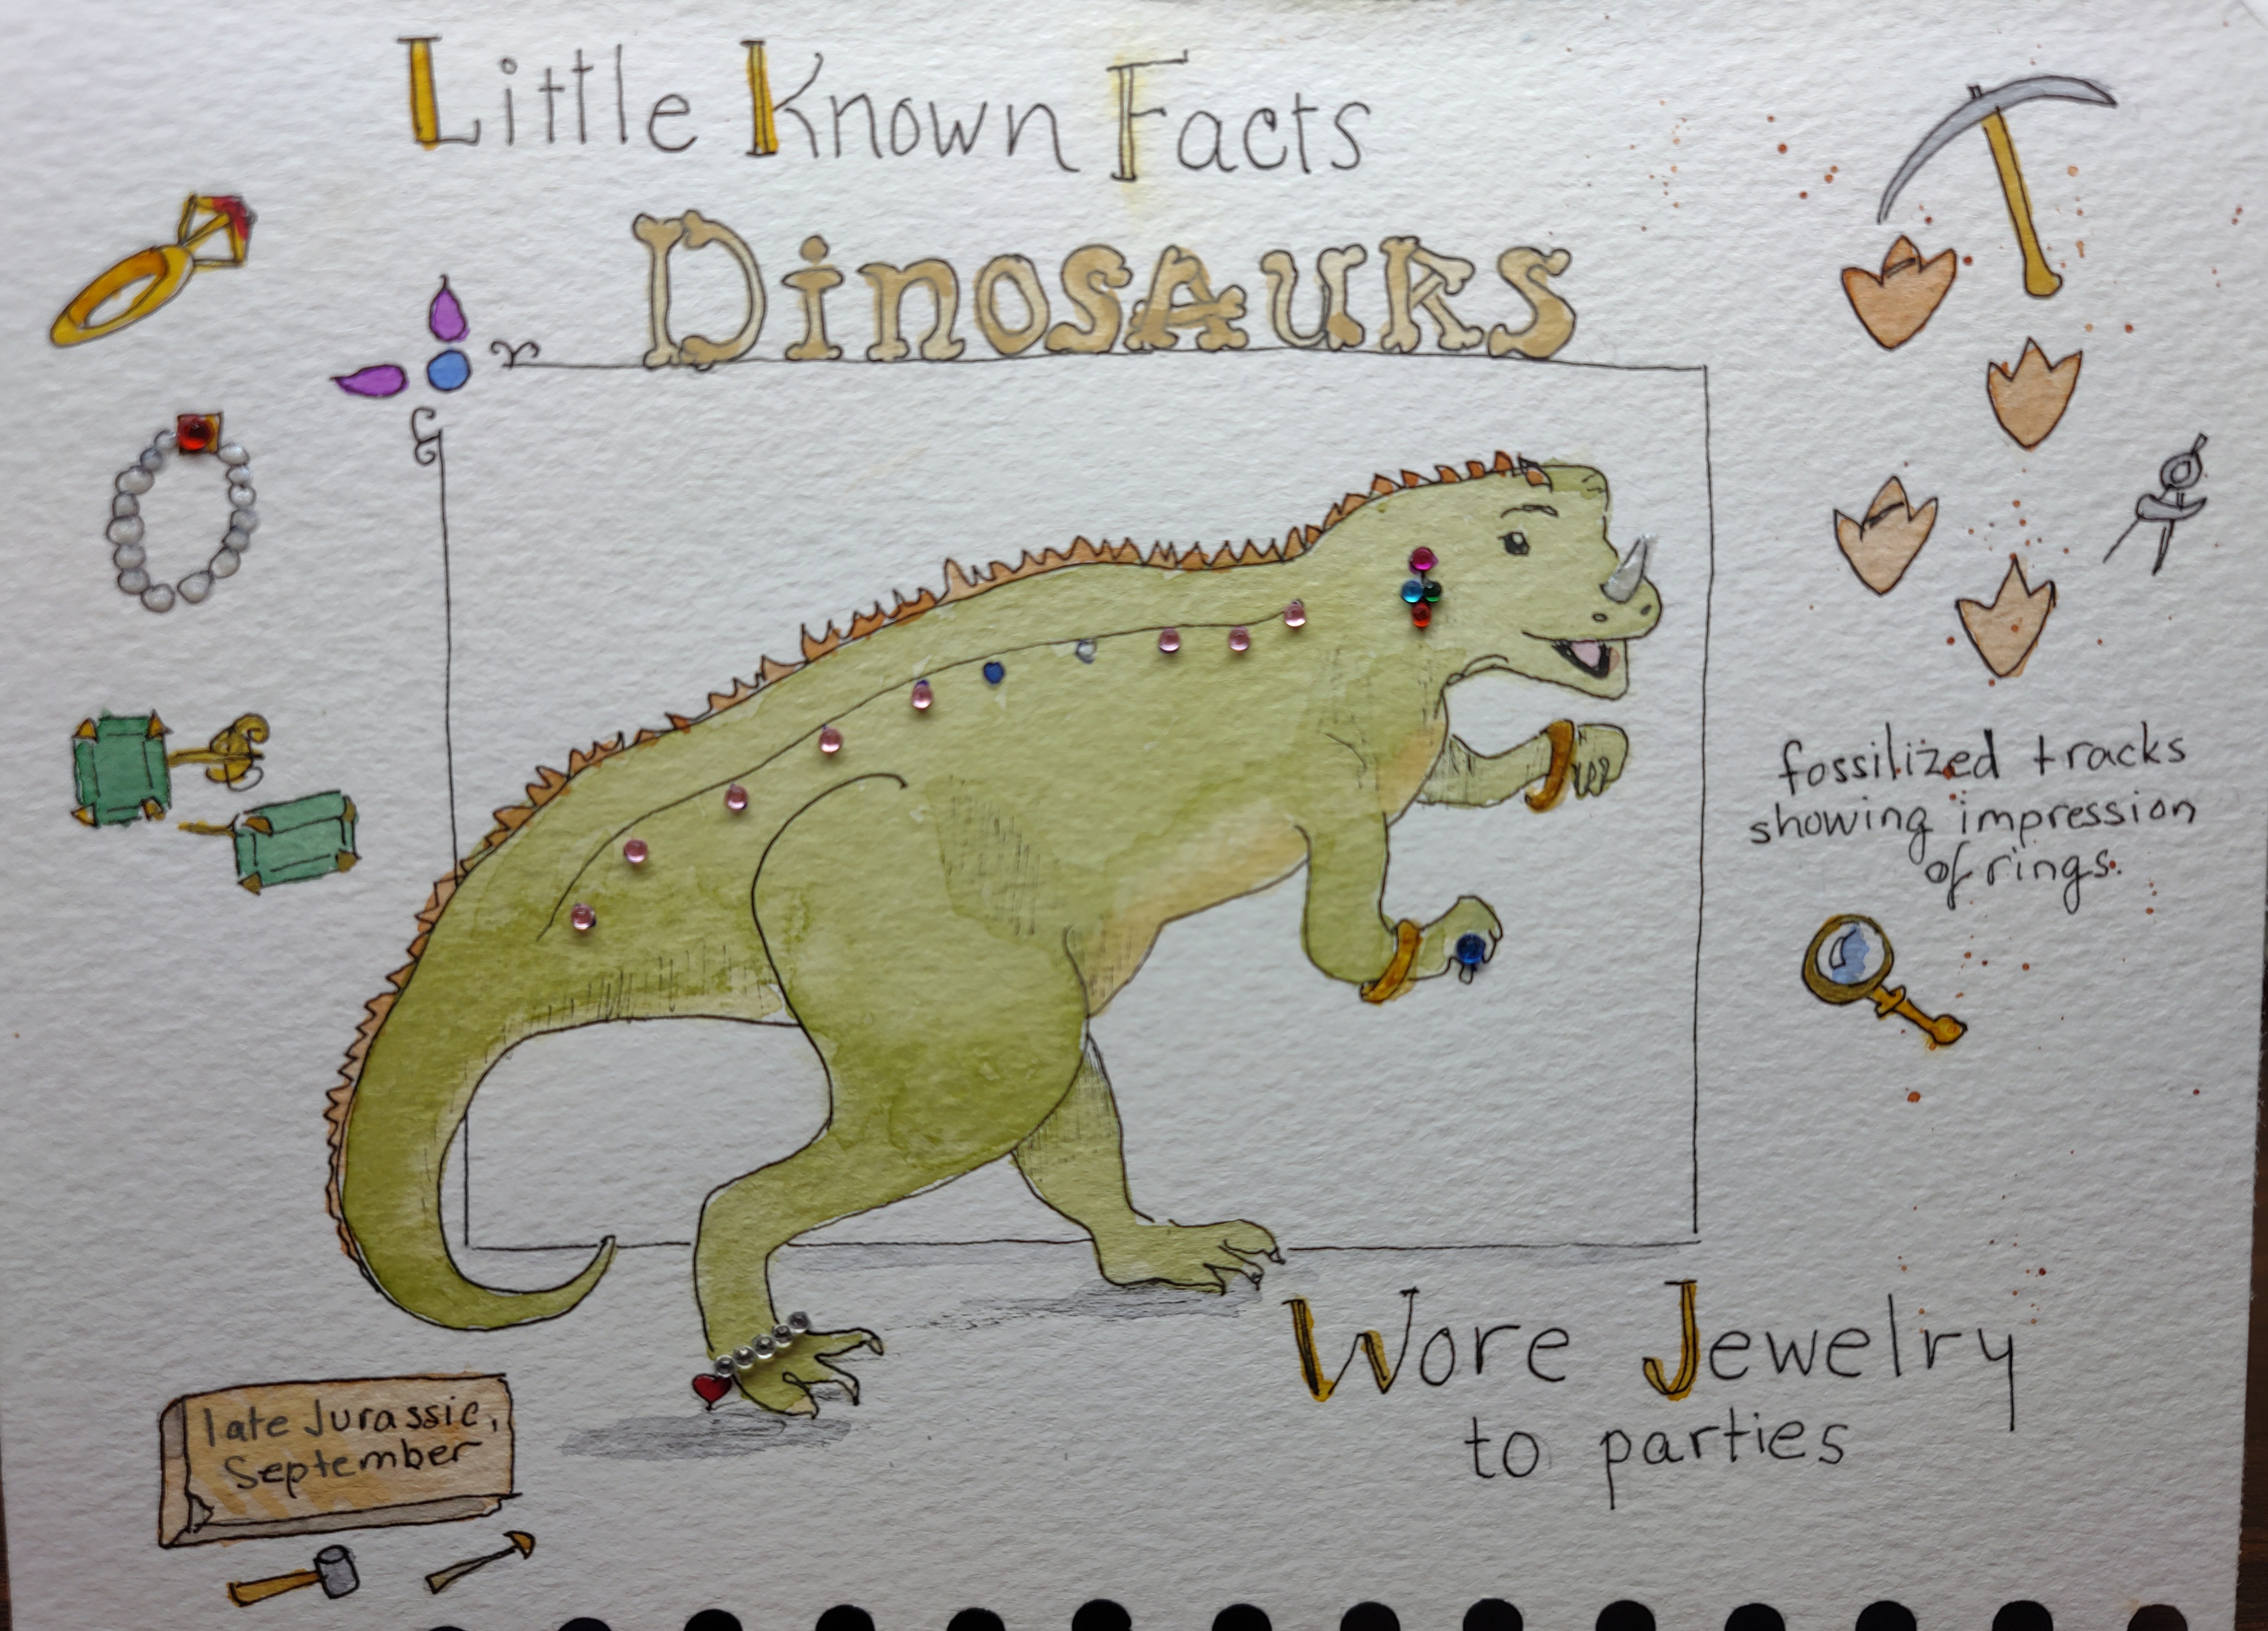 Little Known Facts
Dinosaurs
fossilized tracks
showing impression
of rings.
Wore Jewelry
to parties
late Jurassic,
September